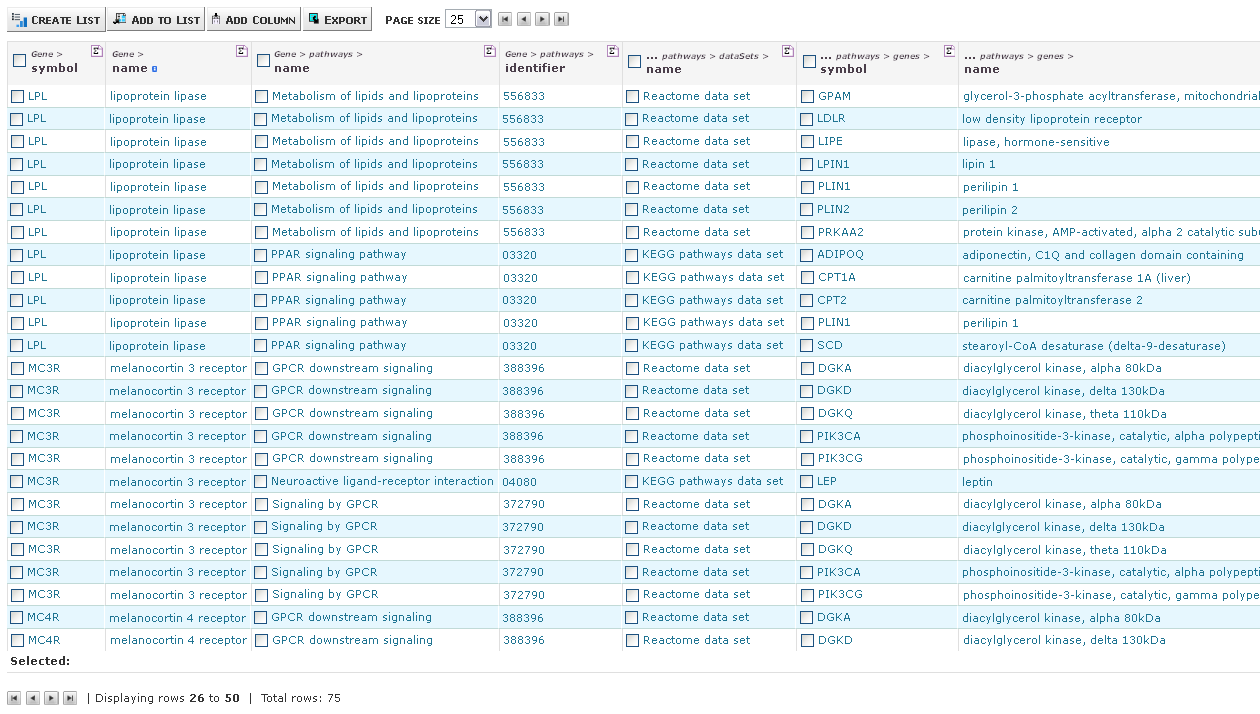 CREATE LIST ADD TO LIST ADD COLUMN EXPORT PAGE SIZE 25
Gene > symbol Gene > name Gene > pathways > name Gene > pathways > identifier ... pathways > dataSets > name ... pathways > genes > symbol ... pathways > genes > name
LPL lipoprotein lipase Metabolism of lipids and lipoproteins 556833 Reactome data set GPAM glycerol-3-phosphate acyltransferase, mitochondrial
LPL lipoprotein lipase Metabolism of lipids and lipoproteins 556833 Reactome data set LDLR low density lipoprotein receptor
LPL lipoprotein lipase Metabolism of lipids and lipoproteins 556833 Reactome data set LIPE lipase, hormone-sensitive
LPL lipoprotein lipase Metabolism of lipids and lipoproteins 556833 Reactome data set LPIN1 lipin 1
LPL lipoprotein lipase Metabolism of lipids and lipoproteins 556833 Reactome data set PLIN1 perilipin 1
LPL lipoprotein lipase Metabolism of lipids and lipoproteins 556833 Reactome data set PLIN2 perilipin 2
LPL lipoprotein lipase Metabolism of lipids and lipoproteins 556833 Reactome data set PRKAA2 protein kinase, AMP-activated, alpha 2 catalytic sub
LPL lipoprotein lipase PPAR signaling pathway 03320 KEGG pathways data set ADIPOQ adiponectin, C1Q and collagen domain containing
LPL lipoprotein lipase PPAR signaling pathway 03320 KEGG pathways data set CPT1A carnitine palmitoyltransferase 1A (liver)
LPL lipoprotein lipase PPAR signaling pathway 03320 KEGG pathways data set CPT2 carnitine palmitoyltransferase 2
LPL lipoprotein lipase PPAR signaling pathway 03320 KEGG pathways data set PLIN1 perilipin 1
LPL lipoprotein lipase PPAR signaling pathway 03320 KEGG pathways data set SCD stearoyl-CoA desaturase (delta-9-desaturase)
MC3R melanocortin 3 receptor GPCR downstream signaling 388396 Reactome data set DGKA diacylglycerol kinase, alpha 80kDa
MC3R melanocortin 3 receptor GPCR downstream signaling 388396 Reactome data set DGKD diacylglycerol kinase, delta 130kDa
MC3R melanocortin 3 receptor GPCR downstream signaling 388396 Reactome data set DGKQ diacylglycerol kinase, theta 110kDa
MC3R melanocortin 3 receptor GPCR downstream signaling 388396 Reactome data set PIK3CA phosphoinositide-3-kinase, catalytic, alpha polypepti
MC3R melanocortin 3 receptor GPCR downstream signaling 388396 Reactome data set PIK3CG phosphoinositide-3-kinase, catalytic, gamma polype
MC3R melanocortin 3 receptor Neuroactive ligand-receptor interaction 04080 KEGG pathways data set LEP leptin
MC3R melanocortin 3 receptor Signaling by GPCR 372790 Reactome data set DGKA diacylglycerol kinase, alpha 80kDa
MC3R melanocortin 3 receptor Signaling by GPCR 372790 Reactome data set DGKD diacylglycerol kinase, delta 130kDa
MC3R melanocortin 3 receptor Signaling by GPCR 372790 Reactome data set DGKQ diacylglycerol kinase, theta 110kDa
MC3R melanocortin 3 receptor Signaling by GPCR 372790 Reactome data set PIK3CA phosphoinositide-3-kinase, catalytic, alpha polypepti
MC3R melanocortin 3 receptor Signaling by GPCR 372790 Reactome data set PIK3CG phosphoinositide-3-kinase, catalytic, gamma polype
MC4R melanocortin 4 receptor GPCR downstream signaling 388396 Reactome data set DGKA diacylglycerol kinase, alpha 80kDa
MC4R melanocortin 4 receptor GPCR downstream signaling 388396 Reactome data set DGKD diacylglycerol kinase, delta 130kDa
Selected:
| Displaying rows 26 to 50 | Total rows: 75